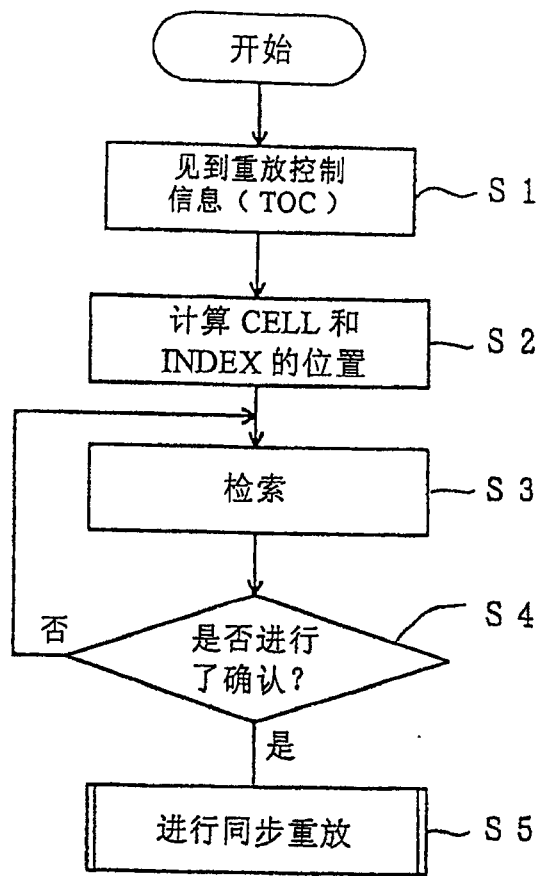 开始
见到重放控制
信息（TOC）
S 1
计算 CELL 和
INDEX 的位置
S 2
检索
S 3
是否进行
了确认？
S 4
否
是
进行同步重放
S 5